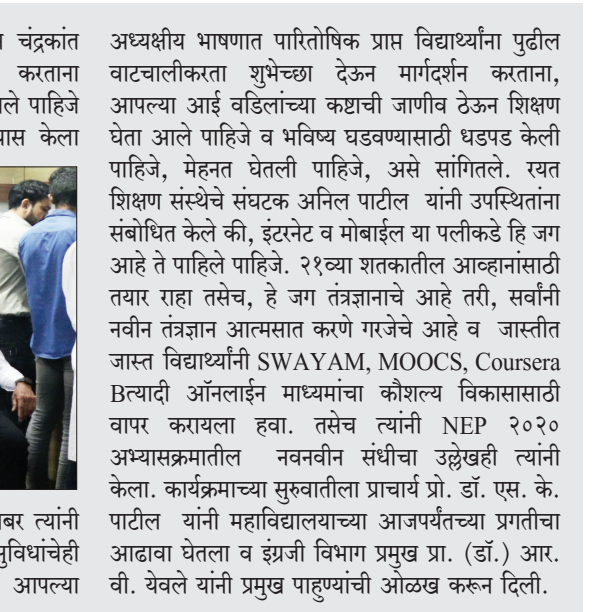 चंद्रकांत
करताना
पाहिजे
केला
त्यांनी
आपल्या
अध्यक्षीय भाषणात पारितोषिक प्राप्त विद्यार्थ्यांना पुढील
वाटचालीकरता शुभेच्छा देऊन मार्गदर्शन करताना,
आपल्या आई वडिलांच्या कष्टाची जाणीव ठेऊन शिक्षण
घेता आले पाहिजे व भविष्य घडवण्यासाठी धडपड केली
पाहिजे, मेहनत घेतली पाहिजे, असे सांगितले. रयत
शिक्षण संस्थेचे संघटक अनिल पाटील यांनी उपस्थितांना
संबोधित केले की, इंटरनेट व मोबाईल या पलीकडे हि जग
आहे ते पाहिले पाहिजे. २१व्या शतकातील आव्हानांसाठी
तयार राहा तसेच, हे जग तंत्रज्ञानाचे आहे तरी, सर्वांनी
नवीन तंत्रज्ञान आत्मसात करणे गरजेचे आहे व जास्तीत
जास्त विद्यार्थ्यांनी SWAYAM, MOOCS, Coursera
Bत्यादी ऑनलाईन माध्यमांचा कौशल्य विकासासाठी
वापर करायला हवा. तसेच त्यांनी NEP २०२०
अभ्यासक्रमातील नवनवीन संधीचा उल्लेखही त्यांनी
केला. कार्यक्रमाच्या सुरुवातीला प्राचार्य प्रो. डॉ. एस. के.
पाटील यांनी महाविद्यालयाच्या आजपर्यंतच्या प्रगतीचा
आढावा घेतला व इंग्रजी विभाग प्रमुख प्रा. (डॉ.) आर.
वी. येवले यांनी प्रमुख पाहुण्यांची ओळख करून दिली.